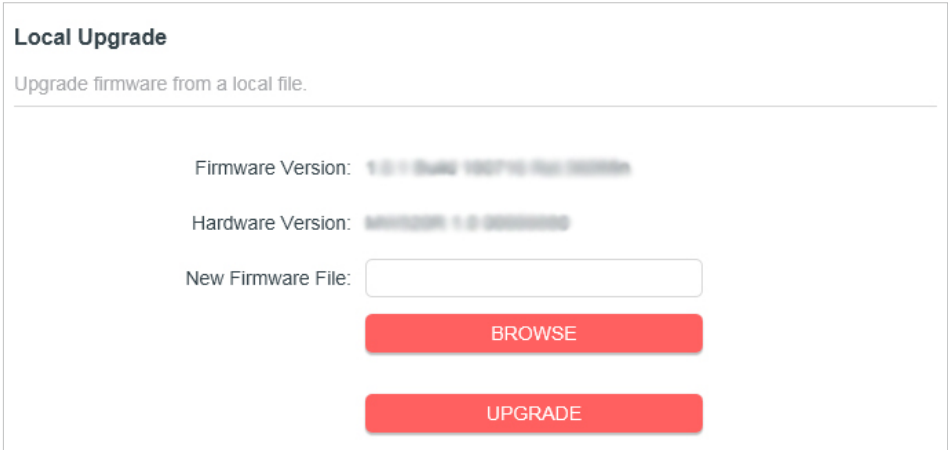 Local Upgrade
Upgrade firmware from a local file.
Firmware Version:
Hardware Version:
New Firmware File:
BROWSE
UPGRADE